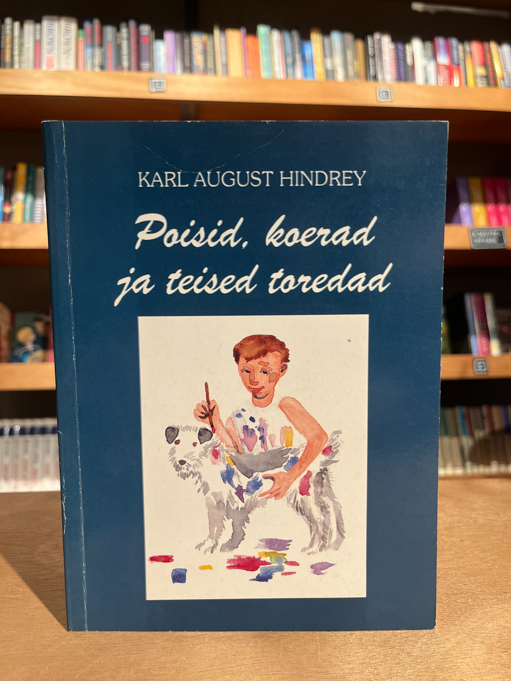 KARL AUGUST HINDREY
Poisid, koerad
ja teised toredad